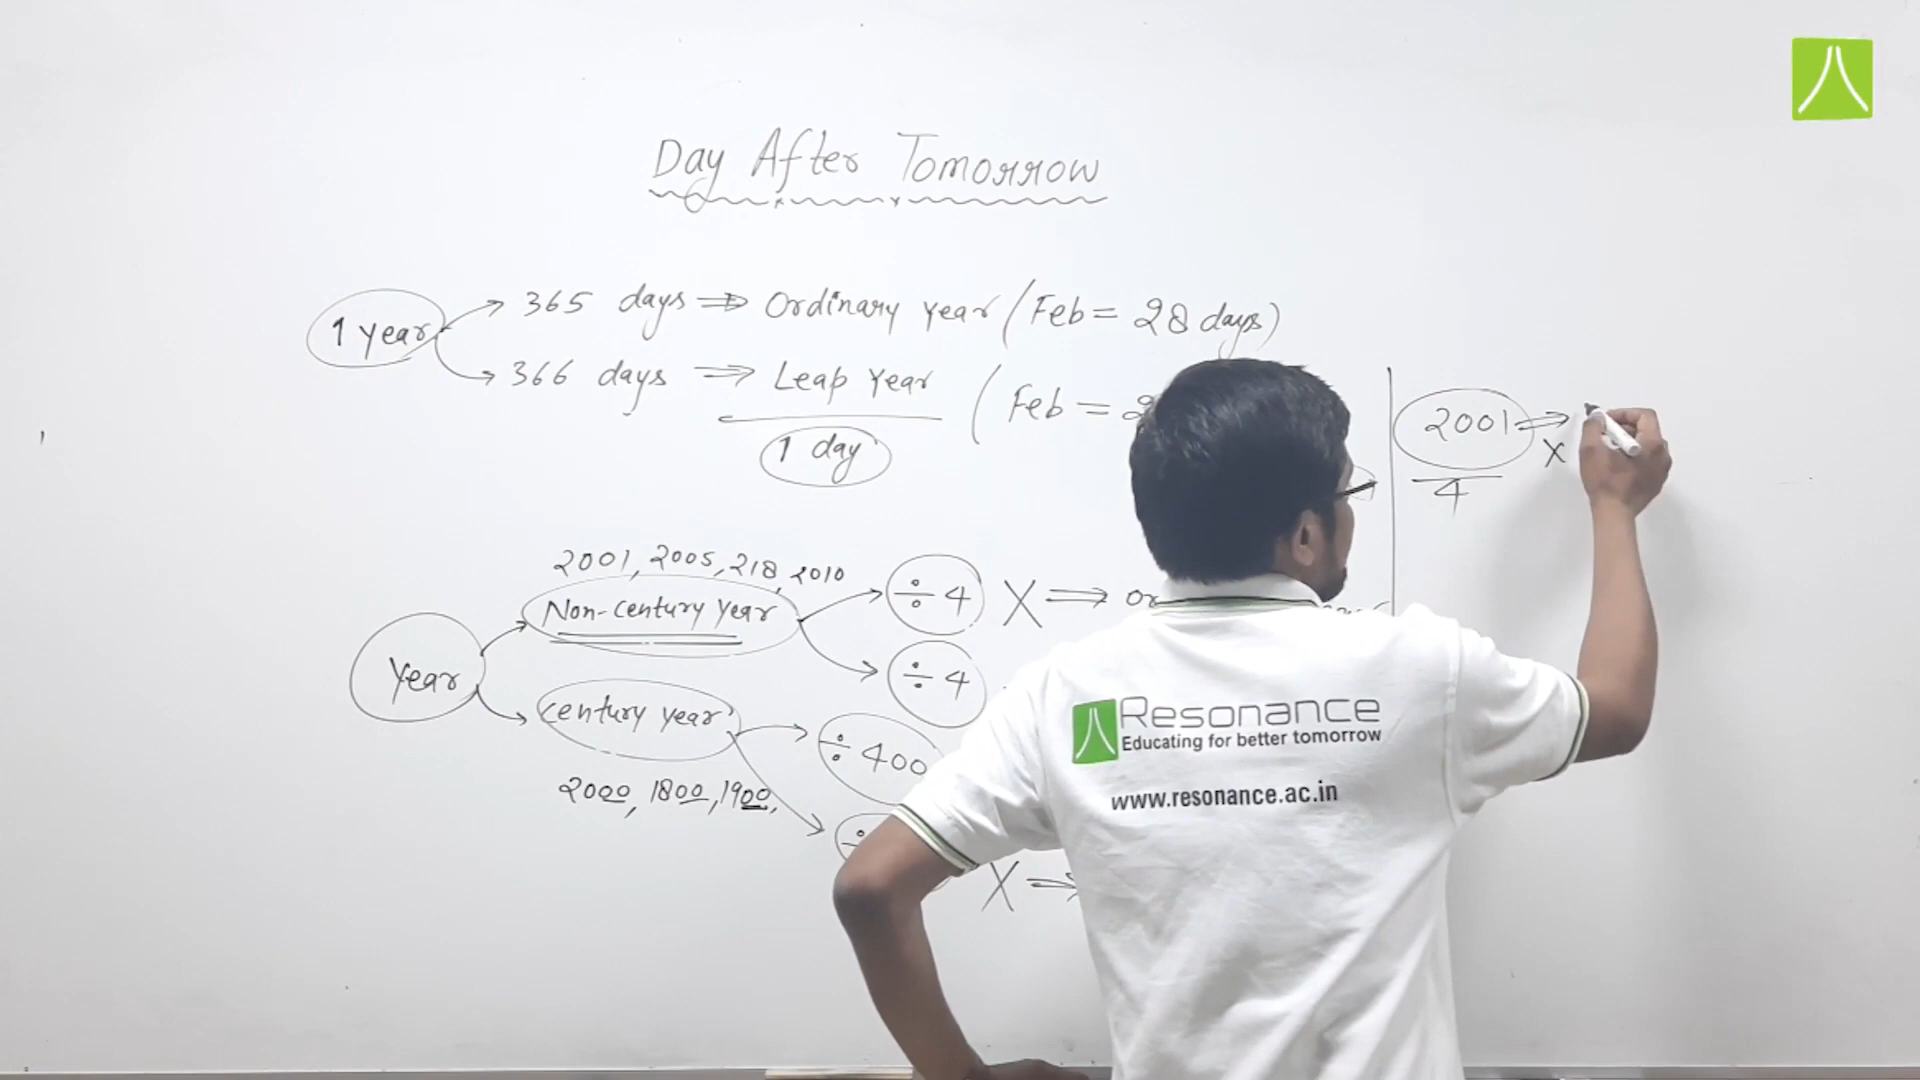 Day After Tomorrow
1 year
365 days ⇒ Ordinary year (Feb = 28 days)
366 days ⇒ Leap Year (Feb = 2
1 day
2001 ⇒
X
4
2001, 2005, 218, 2010
Non-century year
÷4 X ⇒ or
÷4
Year
century year
÷400
2000, 1800, 1900,
÷
X ⇒
Resonance
Educating for better tomorrow
www.resonance.ac.in